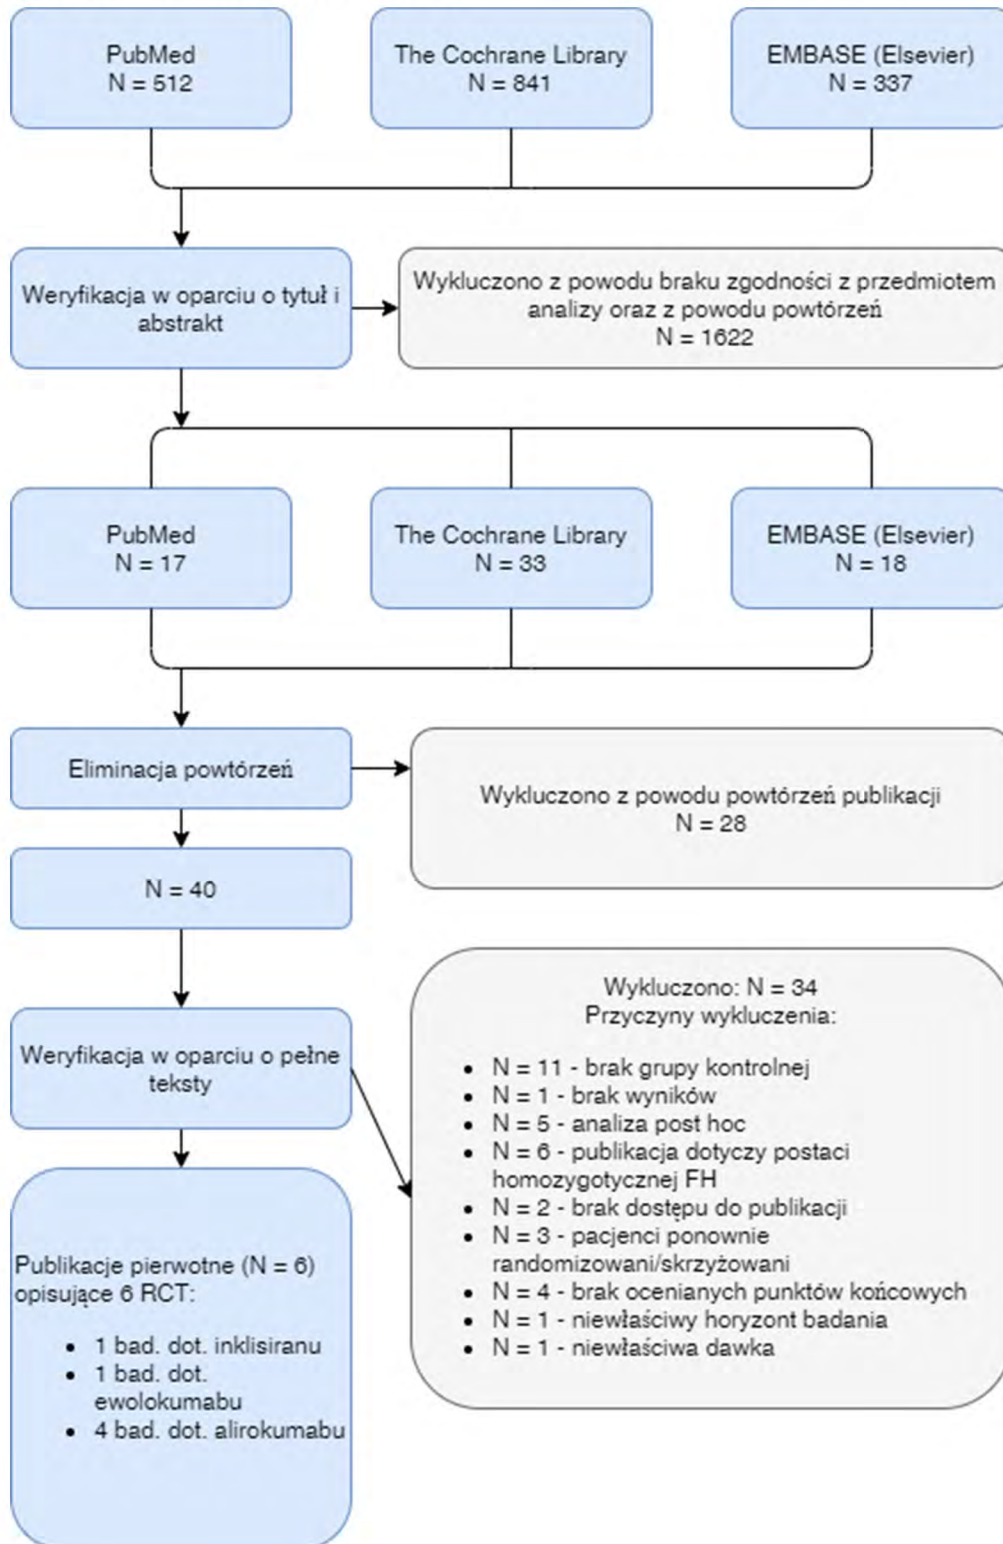 PubMed
N = 512
The Cochrane Library
N = 841
EMBASE (Elsevier)
N = 337
Weryfikacja w oparciu o tytuł i
abstrakt
Wykluczono z powodu braku zgodności z przedmiotem
analizy oraz z powodu powtórzeń
N = 1622
PubMed
N = 17
The Cochrane Library
N = 33
EMBASE (Elsevier)
N = 18
Eliminacja powtórzeń
Wykluczono z powodu powtórzeń publikacji
N = 28
N = 40
Weryfikacja w oparciu o pełne
teksty
Wykluczono: N = 34
Przyczyny wykluczenia:
• N = 11 - brak grupy kontrolnej
• N = 1 - brak wyników
• N = 5 - analiza post hoc
• N = 6 - publikacja dotyczy postaci
homozygotycznej FH
• N = 2 - brak dostępu do publikacji
• N = 3 - pacjenci ponownie
randomizowani/skrzyżowani
• N = 4 - brak ocenianych punktów końcowych
• N = 1 - niewłaściwy horyzont badania
• N = 1 - niewłaściwa dawka
Publikacje pierwotne (N = 6)
opisujące 6 RCT:
• 1 bad. dot. inklisiranu
• 1 bad. dot.
ewolokumabu
• 4 bad. dot. alirokumabu